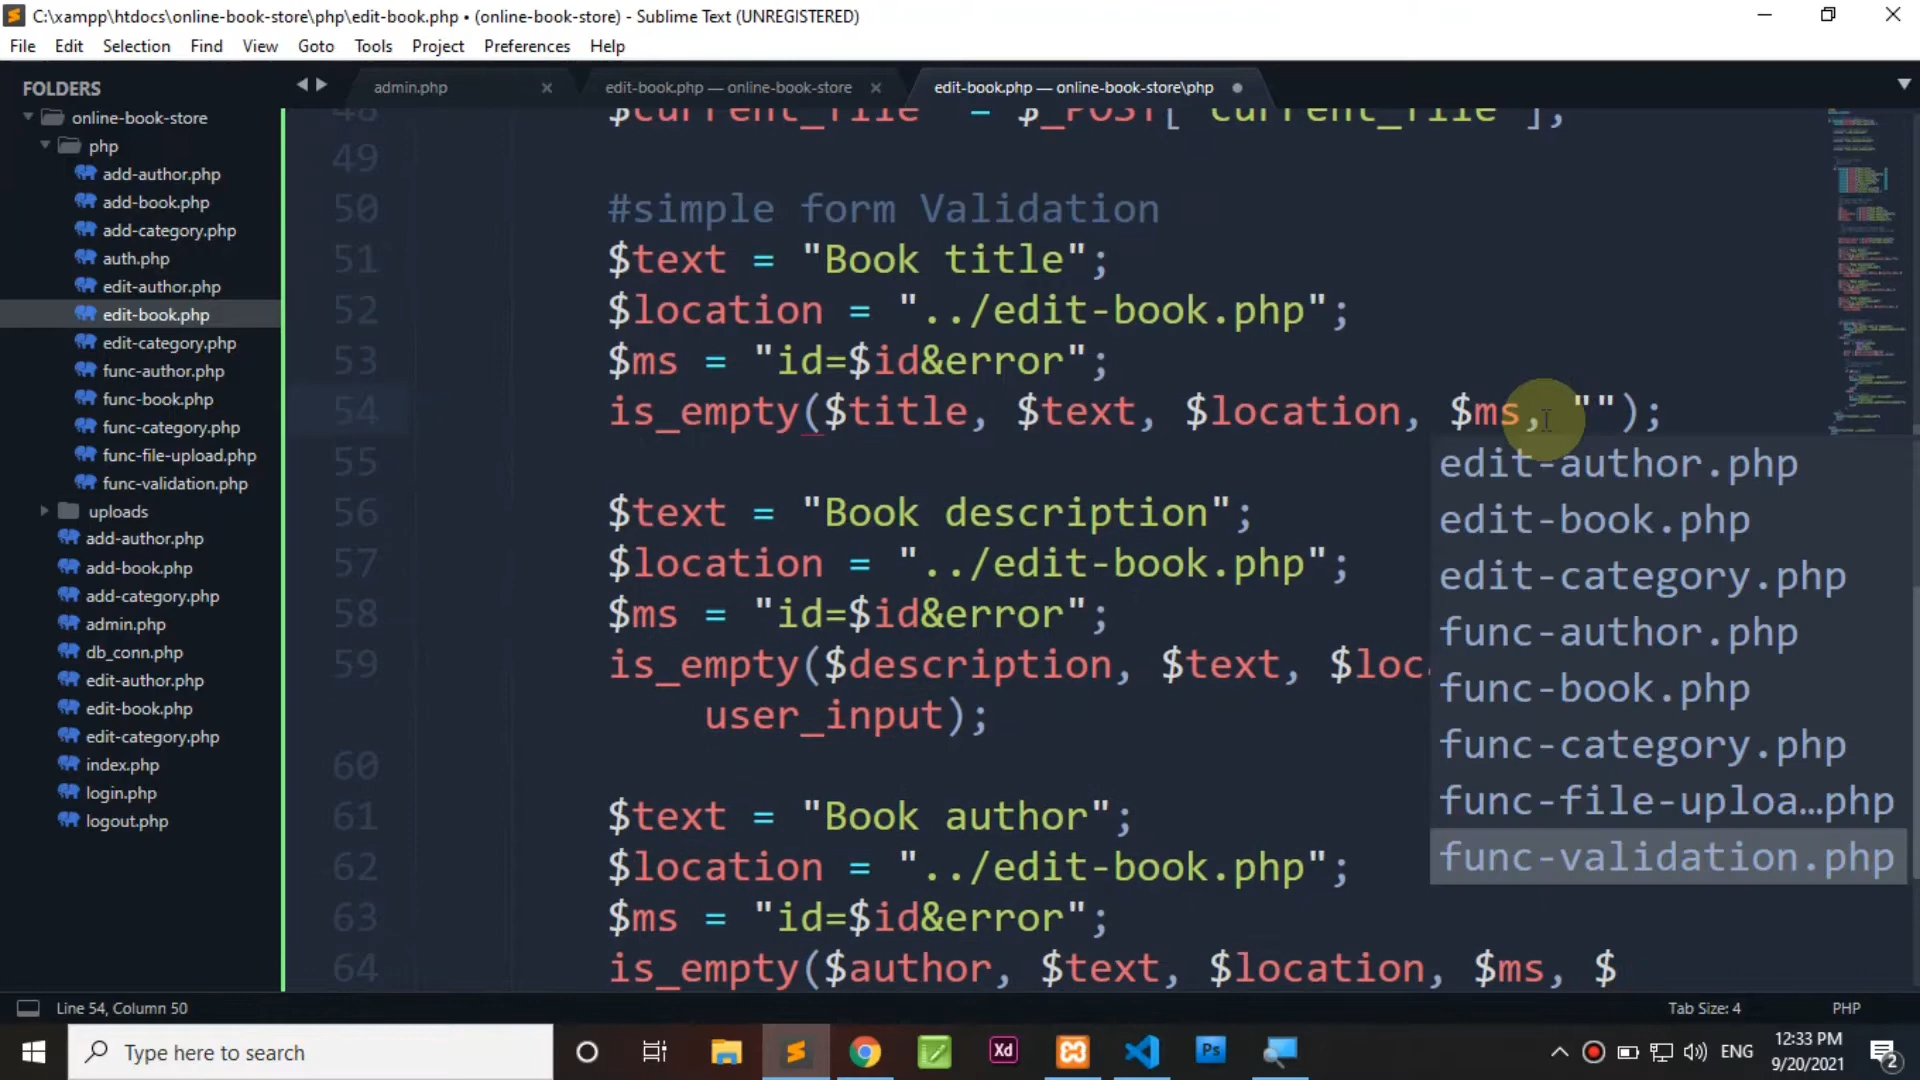 C:\xampp\htdocs\online-book-store\php\edit-book.php • (online-book-store) - Sublime Text (UNREGISTERED)
File Edit Selection Find View Goto Tools Project Preferences Help
FOLDERS
online-book-store
php
add-author.php
add-book.php
add-category.php
auth.php
edit-author.php
edit-book.php
edit-category.php
func-author.php
func-book.php
func-category.php
func-file-upload.php
func-validation.php
uploads
add-author.php
add-book.php
add-category.php
admin.php
db_conn.php
edit-author.php
edit-book.php
edit-category.php
index.php
login.php
logout.php
admin.php edit-book.php — online-book-store edit-book.php — online-book-store\php
48 $current_file = $_POST['current_file'];
49
50 #simple form Validation
51 $text = "Book title";
52 $location = "../edit-book.php";
53 $ms = "id=$id&error";
54 is_empty($title, $text, $location, $ms, "");
55
56 $text = "Book description";
57 $location = "../edit-book.php";
58 $ms = "id=$id&error";
59 is_empty($description, $text, $loc
user_input);
60
61 $text = "Book author";
62 $location = "../edit-book.php";
63 $ms = "id=$id&error";
64 is_empty($author, $text, $location, $ms, $
edit-author.php
edit-book.php
edit-category.php
func-author.php
func-book.php
func-category.php
func-file-uploa…php
func-validation.php
Line 54, Column 50 Tab Size: 4 PHP
Type here to search
Xd
Ps
ENG
12:33 PM
9/20/2021
2